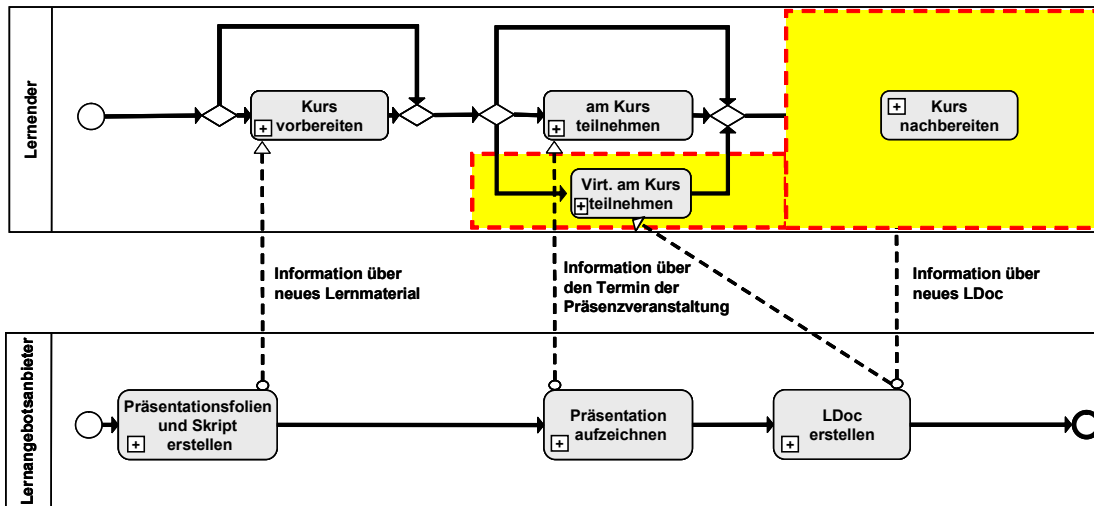 Lernender
Kurs
vorbereiten
am Kurs
teilnehmen
Kurs
nachbereiten
Virt. am Kurs
teilnehmen
Information über
neues Lernmaterial
Information über
den Termin der
Präsenzveranstaltung
Information über
neues LDoc
Lernangebotsanbieter
Präsentationsfolien
und Skript
erstellen
Präsentation
aufzeichnen
LDoc
erstellen